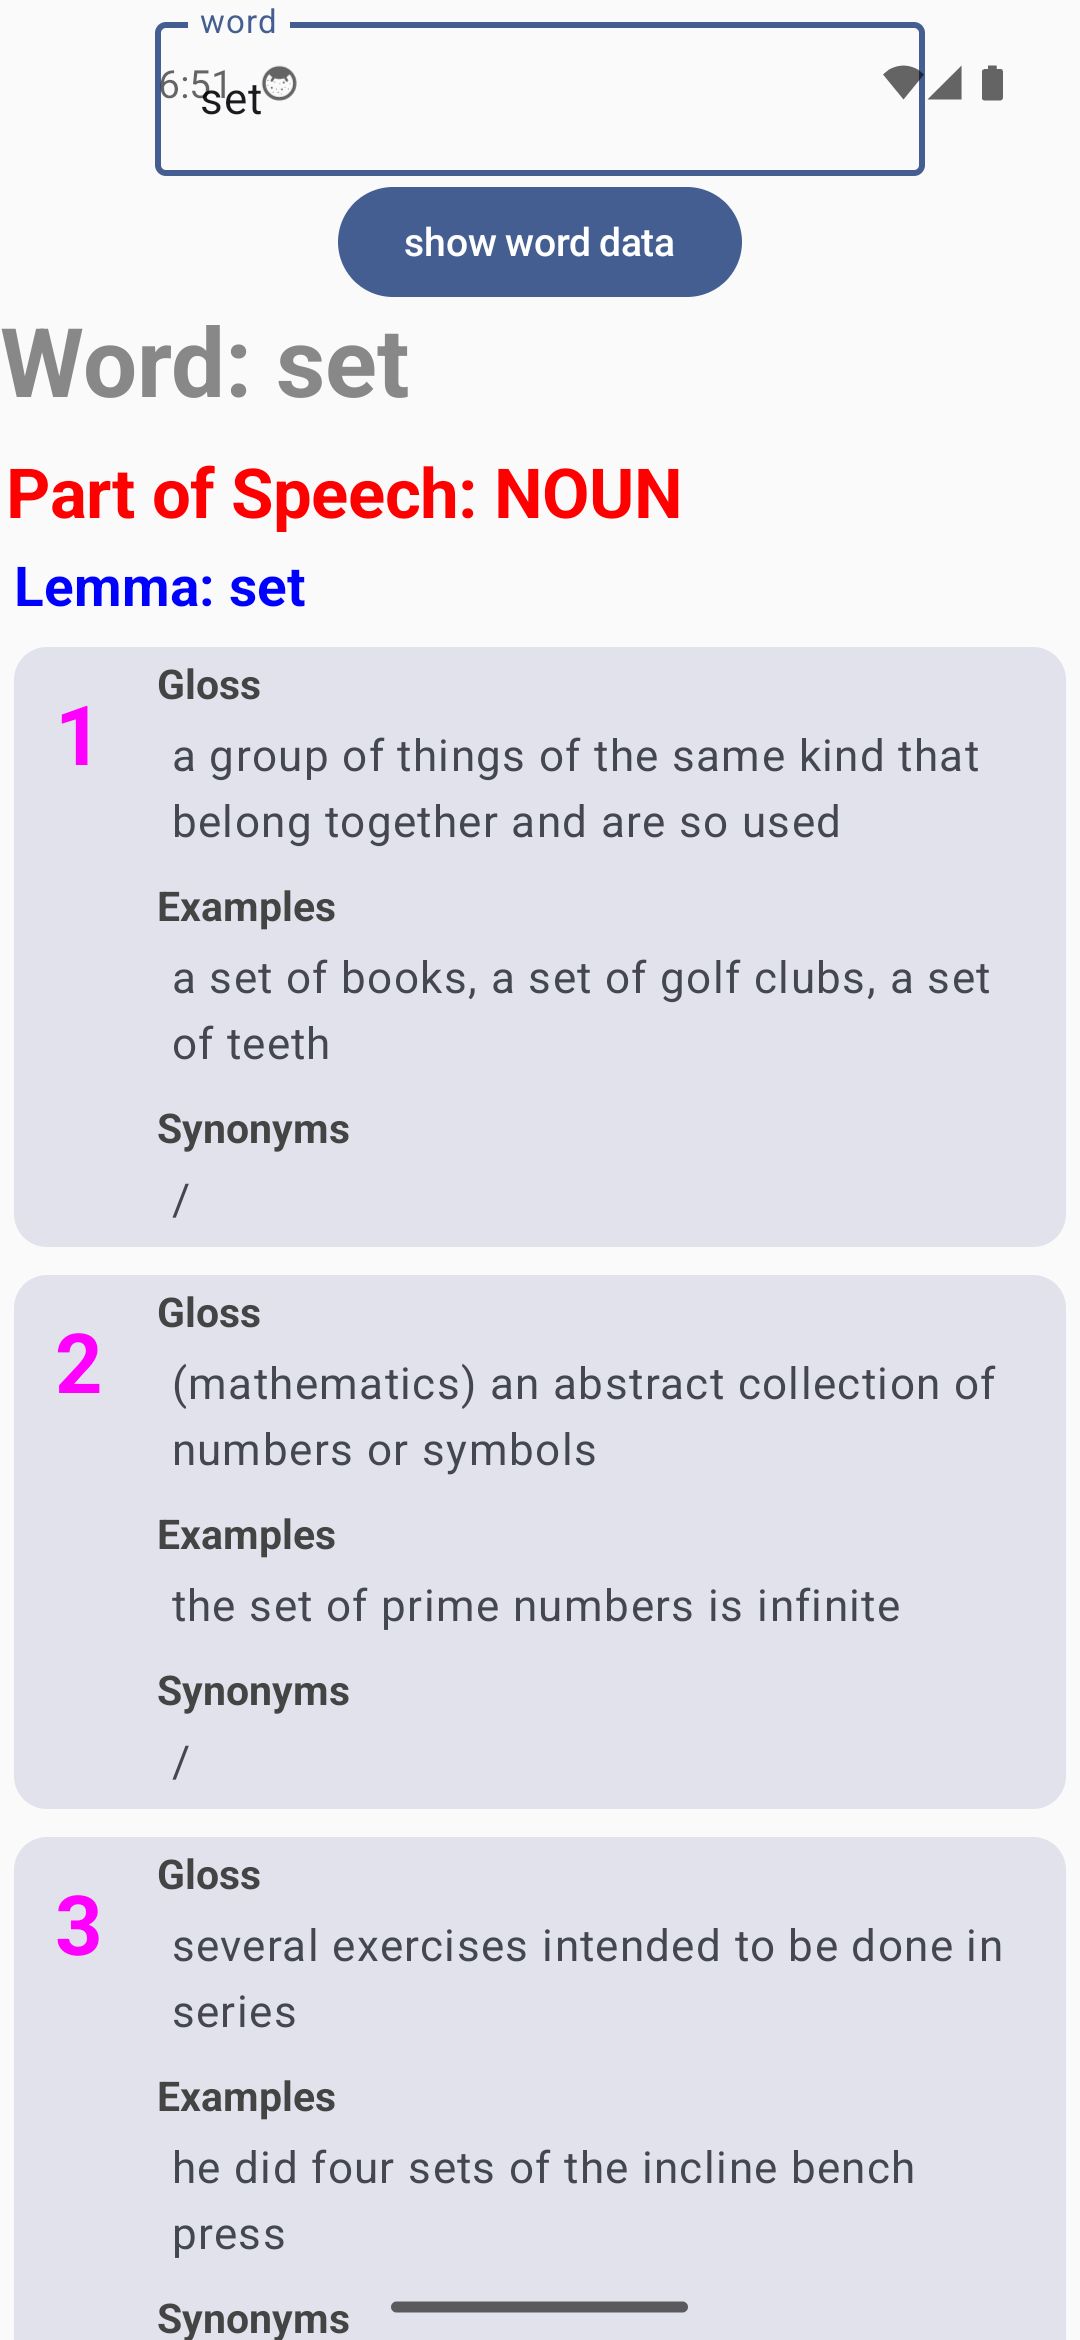 word
6:51
set
show word data
Word: set
Part of Speech: NOUN
Lemma: set
1
Gloss
a group of things of the same kind that
belong together and are so used
Examples
a set of books, a set of golf clubs, a set
of teeth
Synonyms
/
2
Gloss
(mathematics) an abstract collection of
numbers or symbols
Examples
the set of prime numbers is infinite
Synonyms
/
3
Gloss
several exercises intended to be done in
series
Examples
he did four sets of the incline bench
press
Synonyms